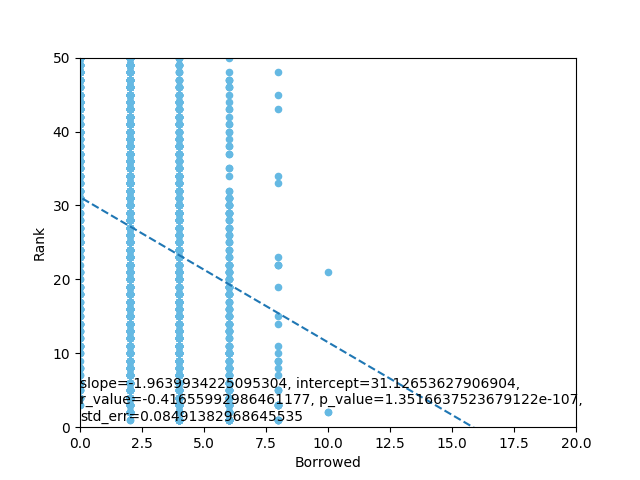 50
40
30
20
10
0
Rank
slope=-1.9639934225095304, intercept=31.12653627906904,
r_value=-0.41655992986461177, p_value=1.3516637523679122e-107,
std_err=0.08491382968645535
0.0 2.5 5.0 7.5 10.0 12.5 15.0 17.5 20.0
Borrowed